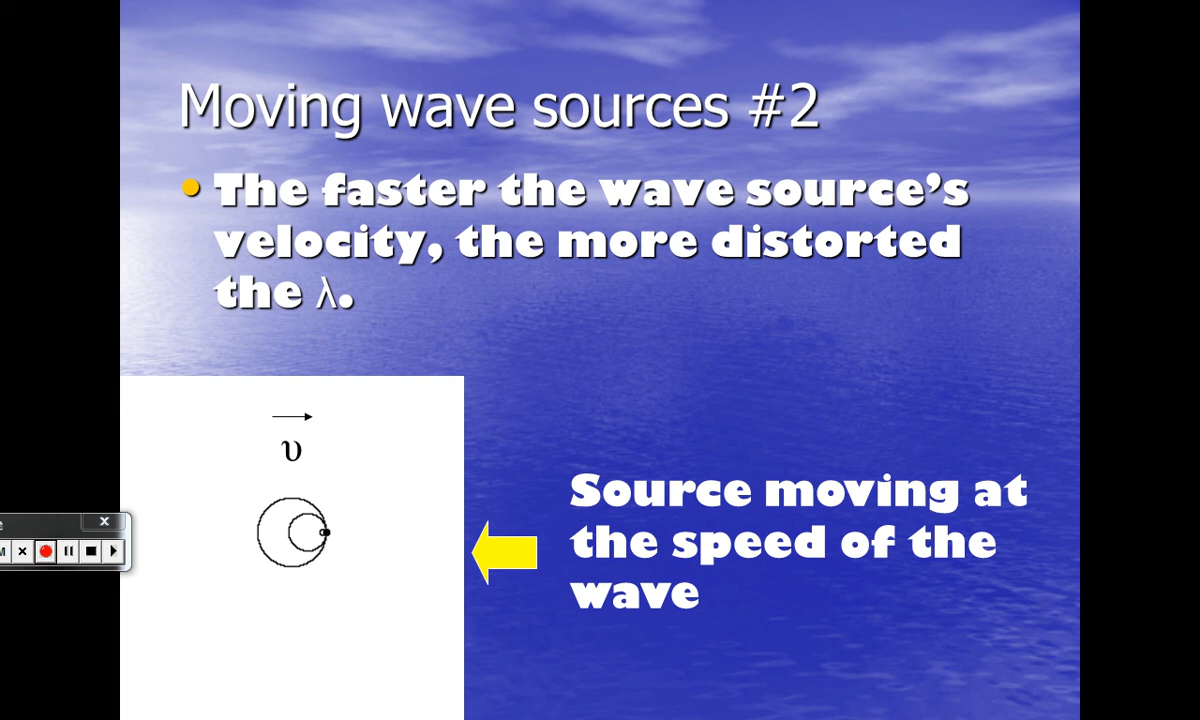 Moving wave sources #2
• The faster the wave source’s
velocity, the more distorted
the λ.
υ
Source moving at
the speed of the
wave